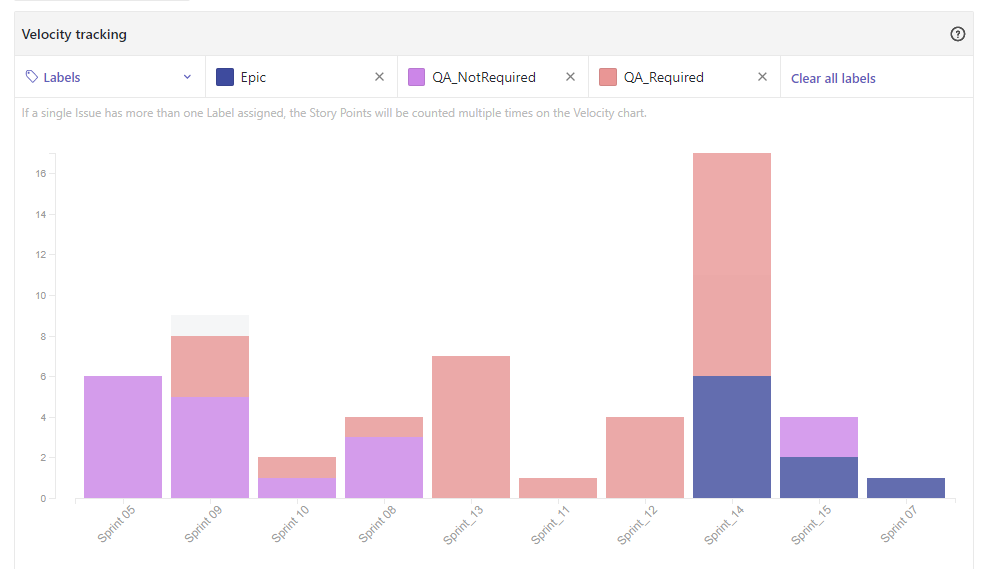 Velocity tracking
Labels Epic QA_NotRequired QA_Required Clear all labels
If a single Issue has more than one Label assigned, the Story Points will be counted multiple times on the Velocity chart.
16
14
12
10
8
6
4
2
0
Sprint 05 Sprint 09 Sprint 10 Sprint 08 Sprint_13 Sprint_11 Sprint_12 Sprint_14 Sprint_15 Sprint 07